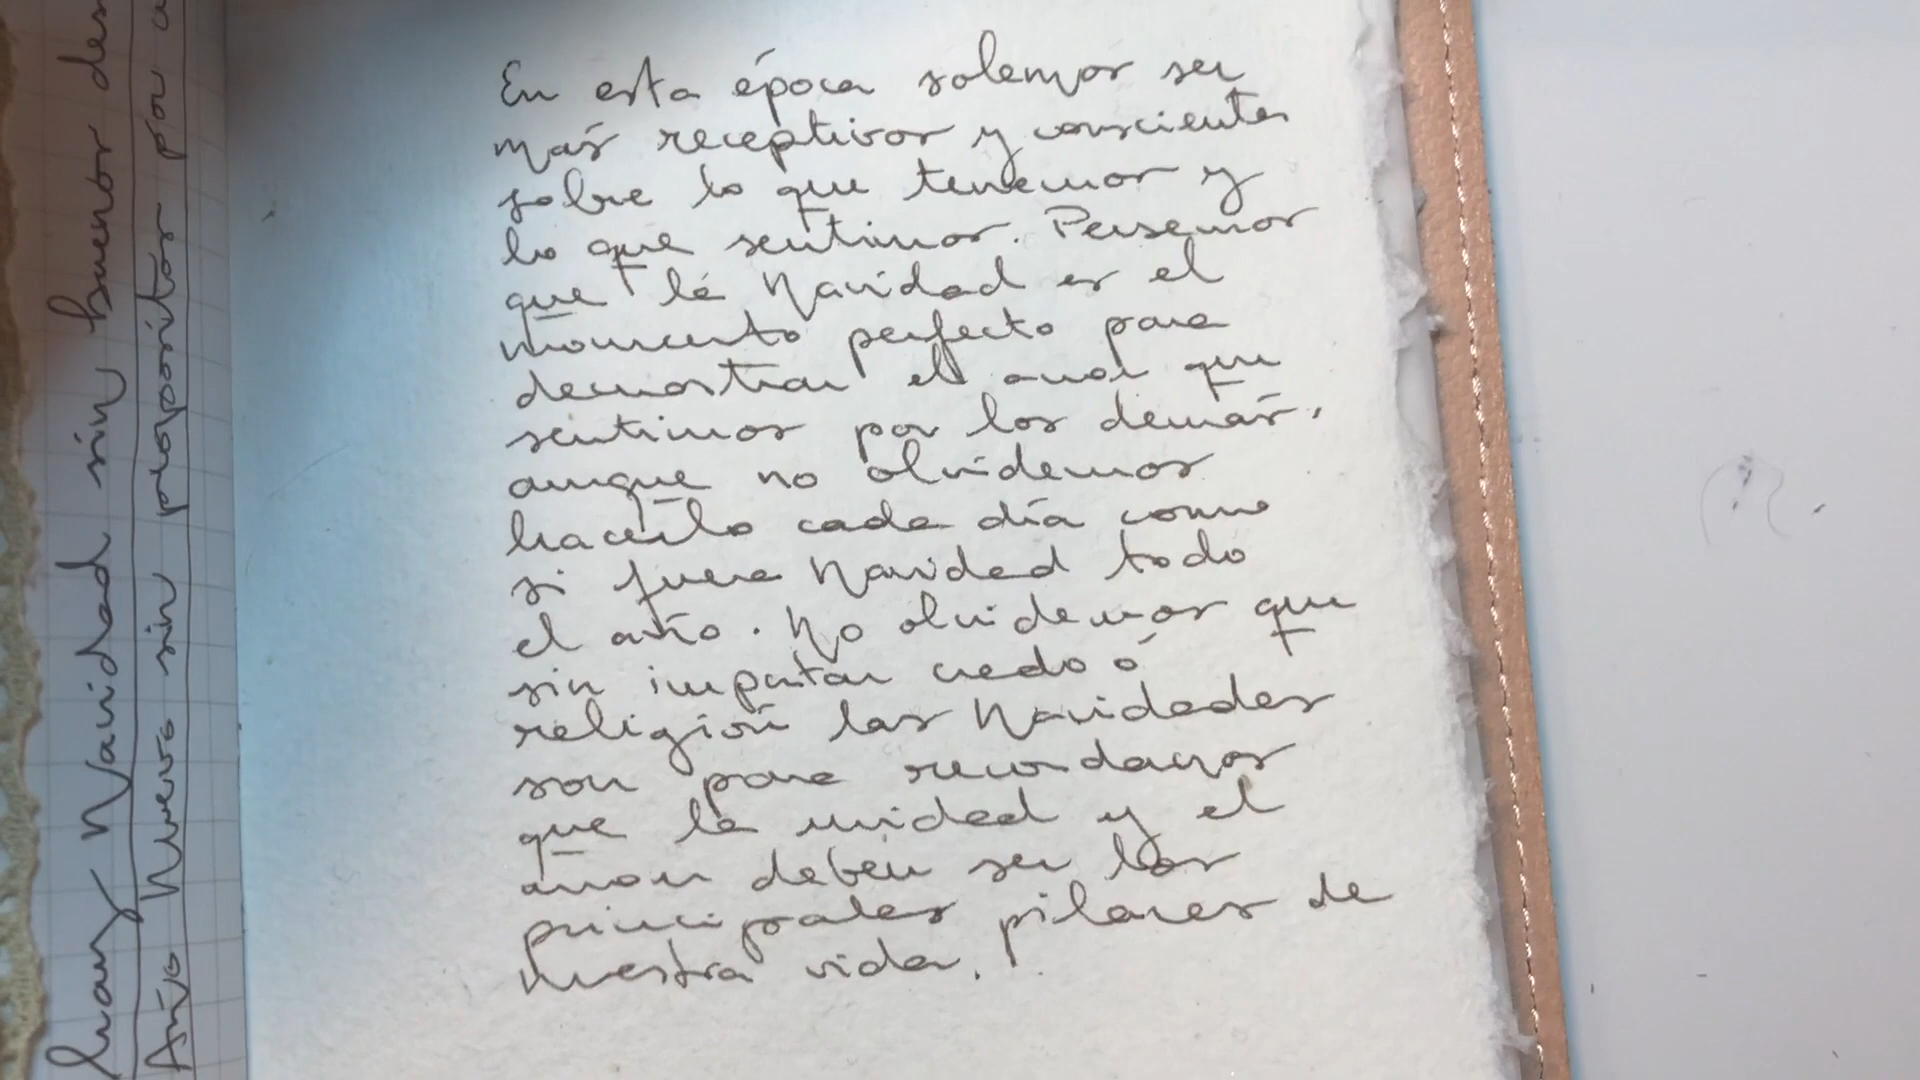 hay Navidad sin buenos des
Año Nuevo sin propósitos por a
En esta época solemos ser
más receptivos y conscientes
sobre lo que tenemos y
lo que sentimos. Pensemos
que la Navidad es el
momento perfecto para
demostrar el amor que
sentimos por los demás,
aunque no olvidemos
hacerlo cada día como
si fuera Navidad todo
el año. No olvidemos que
sin importar credo ó
religión las Navidades
son para recordarnos
que la unidad y el
amor deben ser los
principales pilares de
nuestra vida.